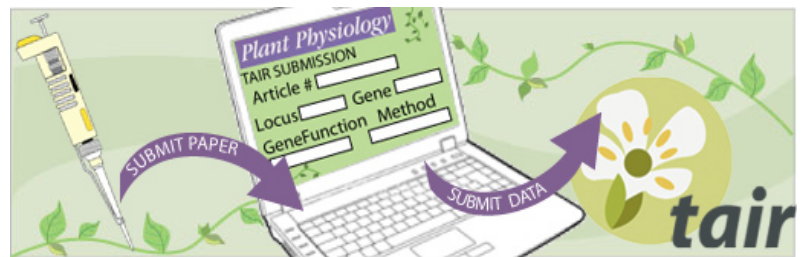 Plant Physiology
TAIR SUBMISSION
Article #
Locus Gene
GeneFunction Method
SUBMIT PAPER
SUBMIT DATA
tair